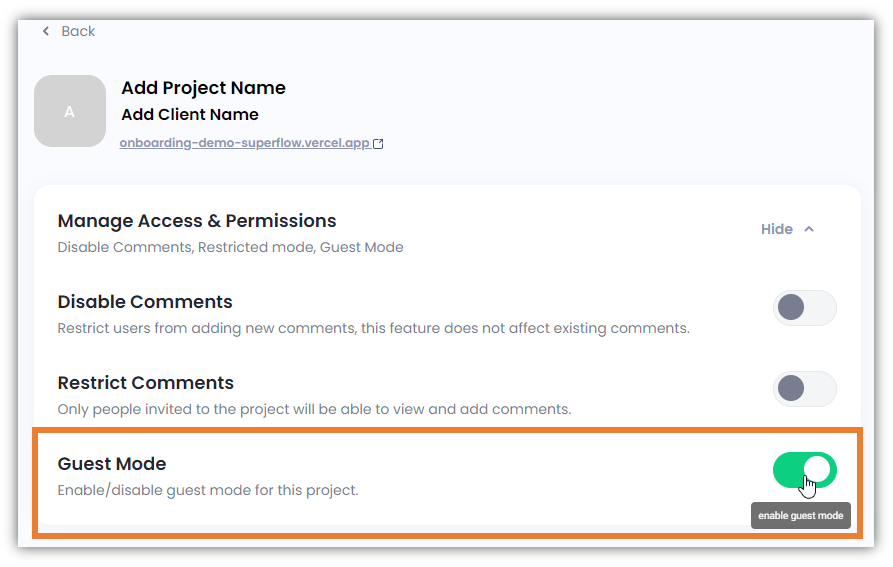 Back
A
Add Project Name
Add Client Name
onboarding-demo-superflow.vercel.app
Manage Access & Permissions
Hide
Disable Comments, Restricted mode, Guest Mode
Disable Comments
Restrict users from adding new comments, this feature does not affect existing comments.
Restrict Comments
Only people invited to the project will be able to view and add comments.
Guest Mode
Enable/disable guest mode for this project.
enable guest mode